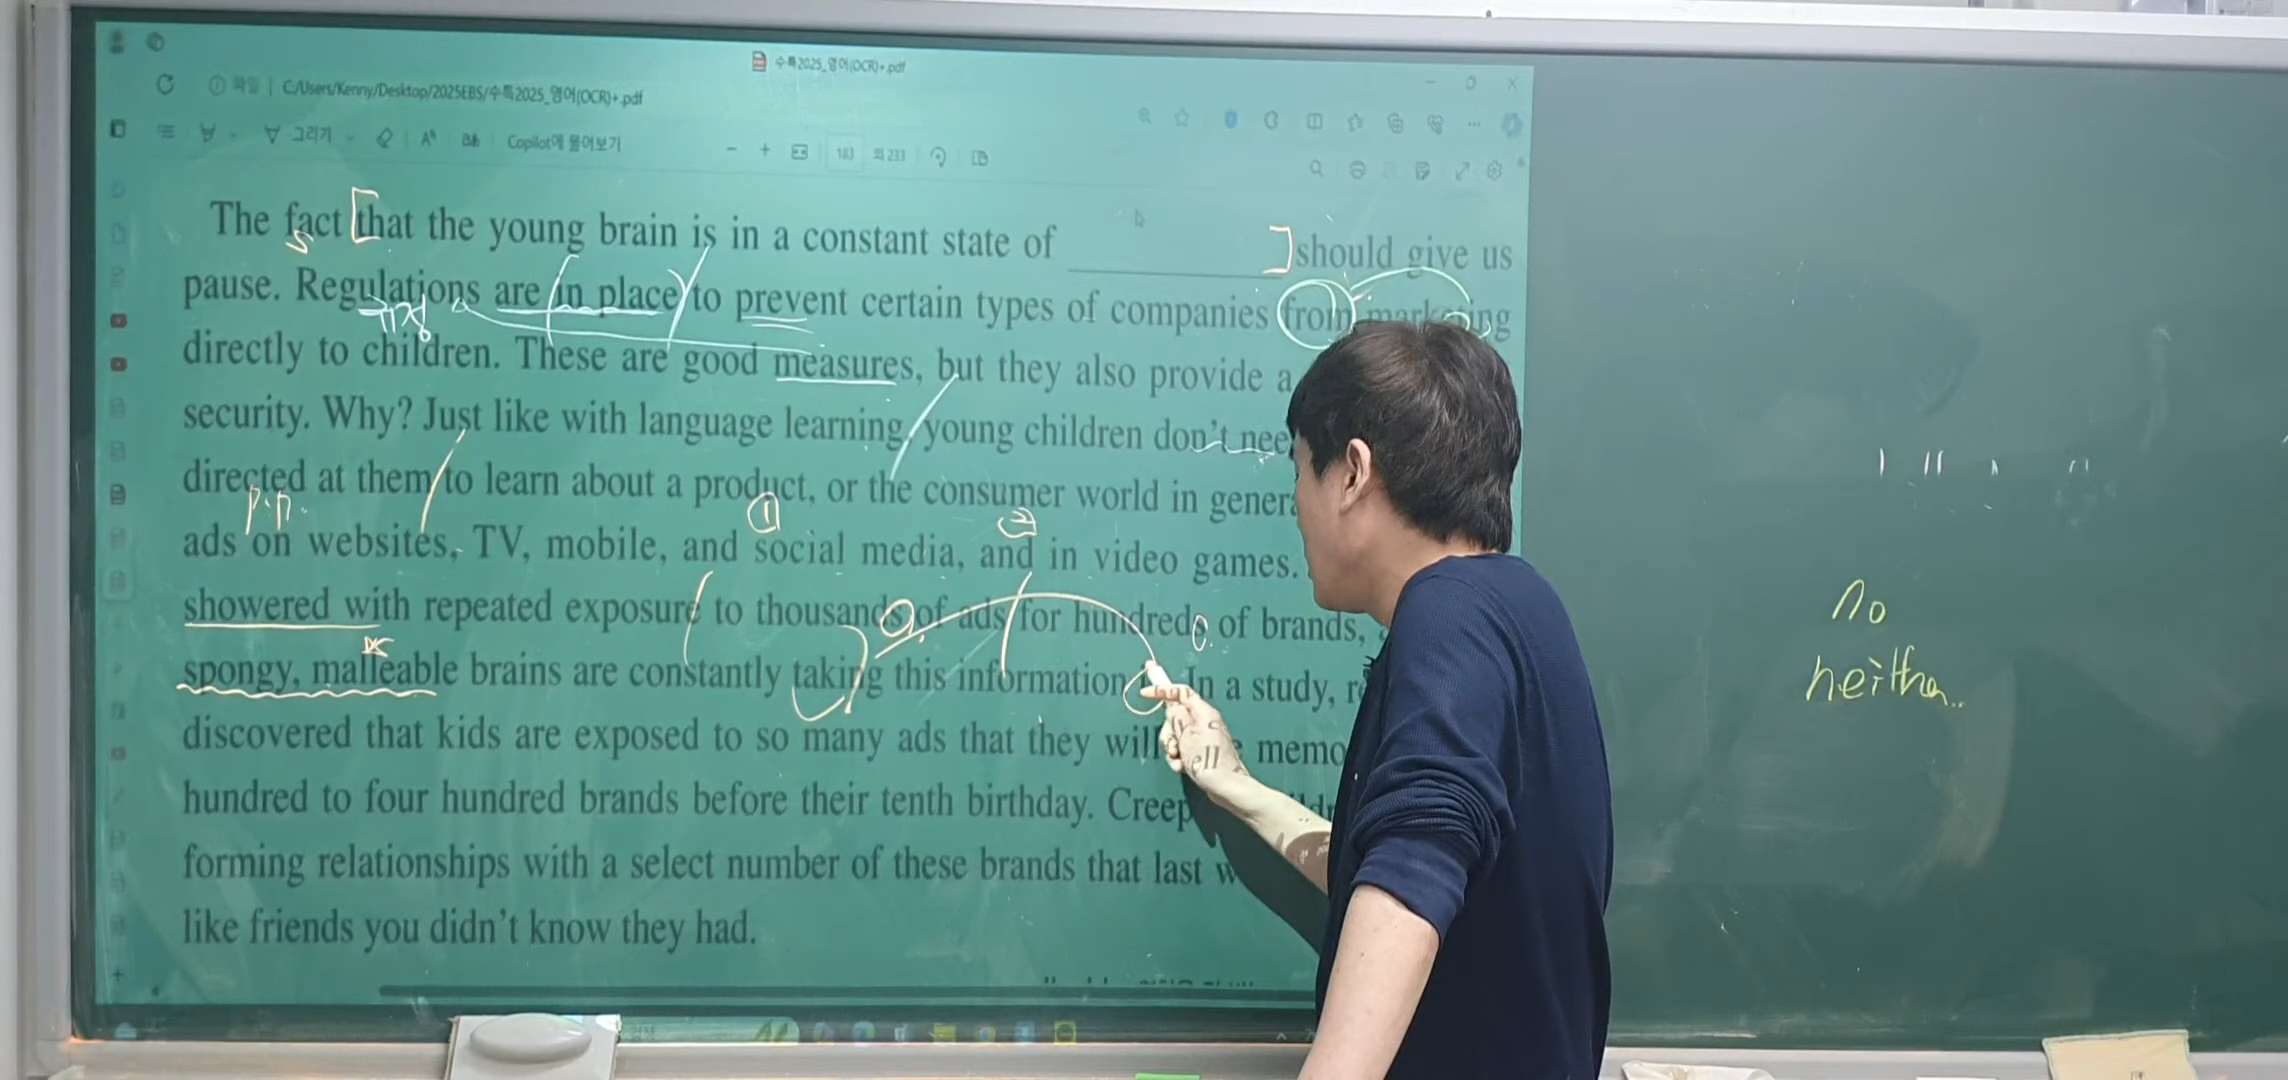 수특2025_영어(OCR)+.pdf
파일 | C:/Users/Kenny/Desktop/2025EBS/수특2025_영어(OCR)+.pdf
그리기 Copilot에 물어보기 − + 183 의 233
The fact [that the young brain is in a constant state of ] should give us
s
pause. Regulations are (in place) to prevent certain types of companies from marketing
규정
directly to children. These are good measures, but they also provide a
security. Why? Just like with language learning, young children don't nee
directed at them to learn about a product, or the consumer world in genera
p.p. ① ②
ads on websites, TV, mobile, and social media, and in video games.
showered with repeated exposure to thousands of ads for hundreds of brands,
spongy, malleable brains are constantly taking this information In a study, r
discovered that kids are exposed to so many ads that they will memo
hundred to four hundred brands before their tenth birthday. Creep
forming relationships with a select number of these brands that last w
like friends you didn't know they had.
no
neither..